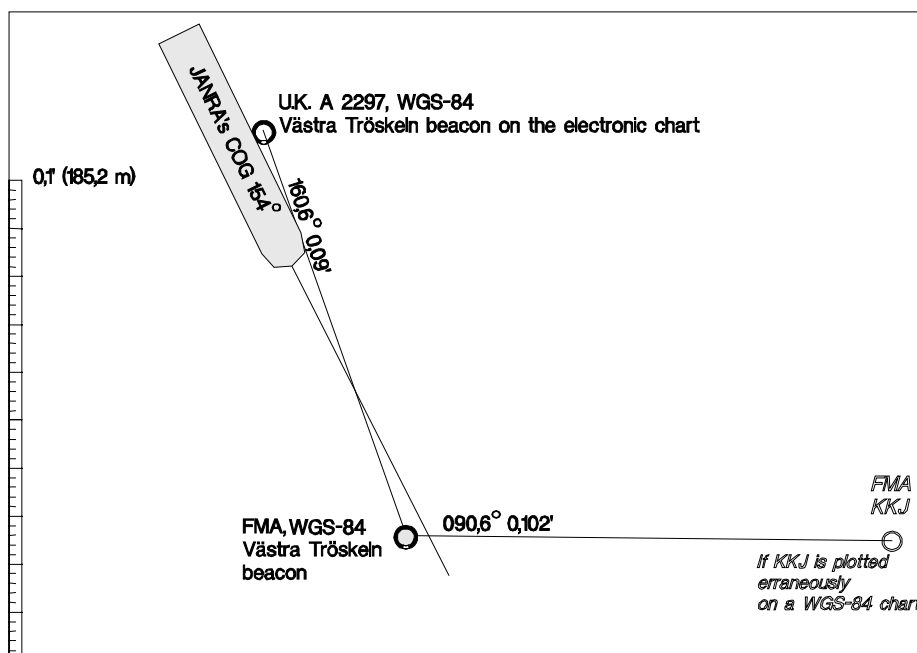 JANRA's COG 154°
U.K. A 2297, WGS-84
Västra Tröskeln beacon on the electronic chart
0,1' (185,2 m)
160,6° 0,09'
FMA, WGS-84
Västra Tröskeln
beacon
090,6° 0,102'
FMA
KKJ
If KKJ is plotted
erraneously
on a WGS-84 chart